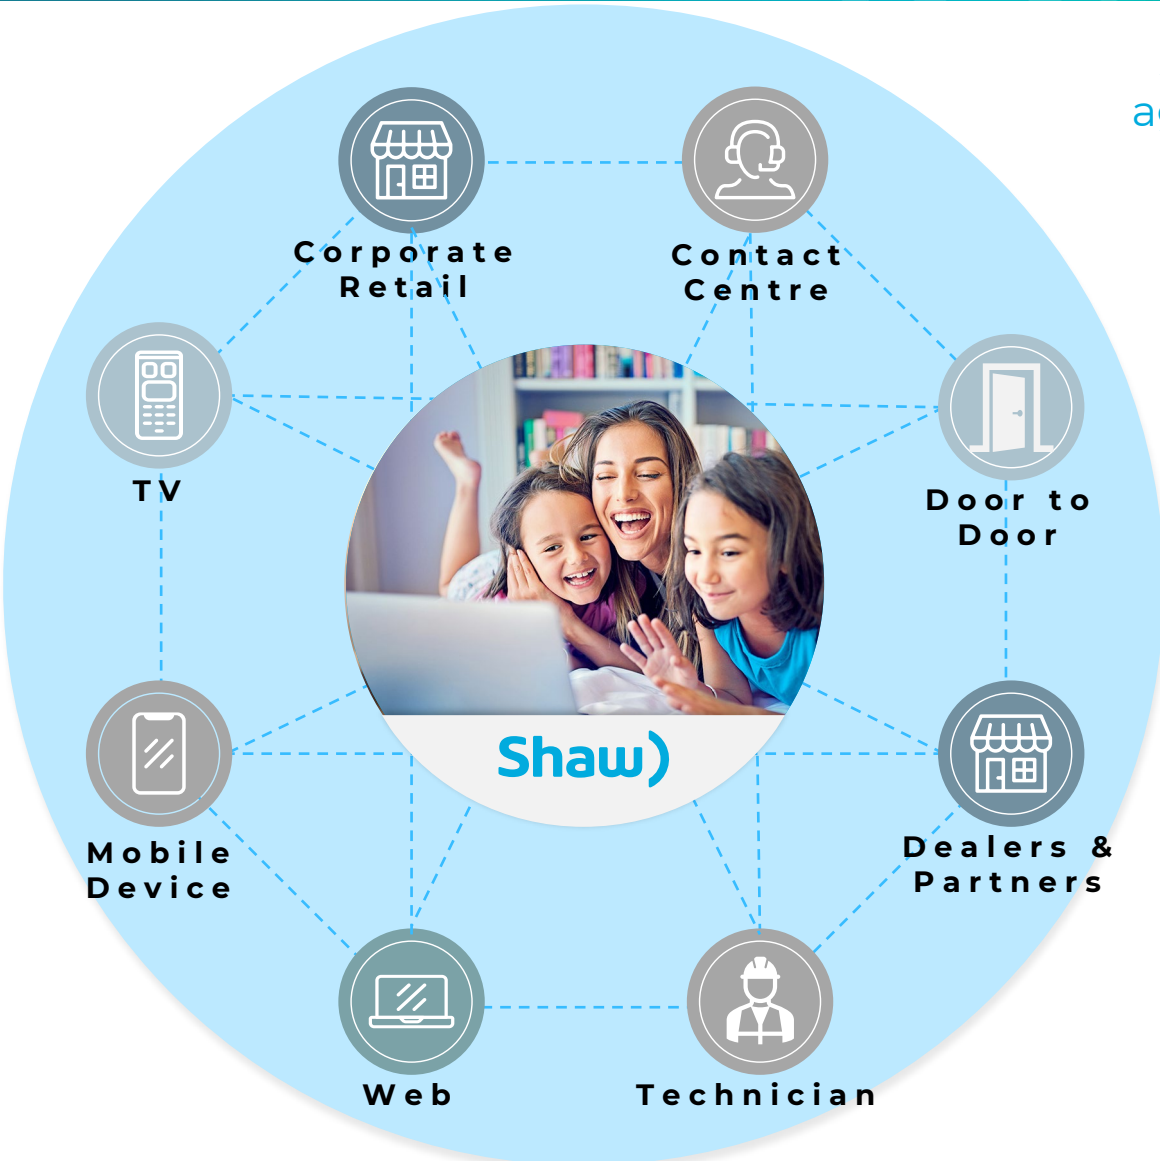 Corporate
Retail
Contact
Centre
TV
Door to
Door
Shaw)
Mobile
Device
Dealers &
Partners
Web
Technician